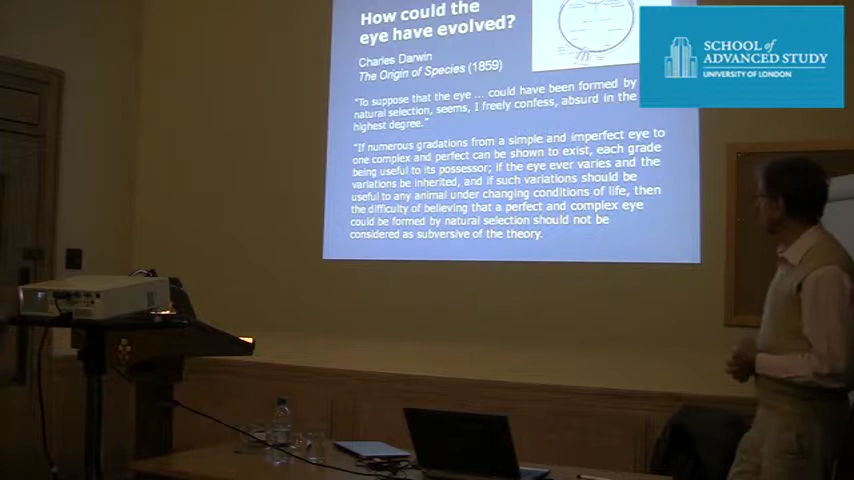 How could the
eye have evolved?
Charles Darwin
The Origin of Species (1859)
"To suppose that the eye ... could have been formed by
natural selection, seems, I freely confess, absurd in the
highest degree."
"If numerous gradations from a simple and imperfect eye to
one complex and perfect can be shown to exist, each grade
being useful to its possessor; if the eye ever varies and the
variations be inherited, and if such variations should be
useful to any animal under changing conditions of life, then
the difficulty of believing that a perfect and complex eye
could be formed by natural selection should not be
considered as subversive of the theory.
SCHOOL of
ADVANCED STUDY
UNIVERSITY OF LONDON